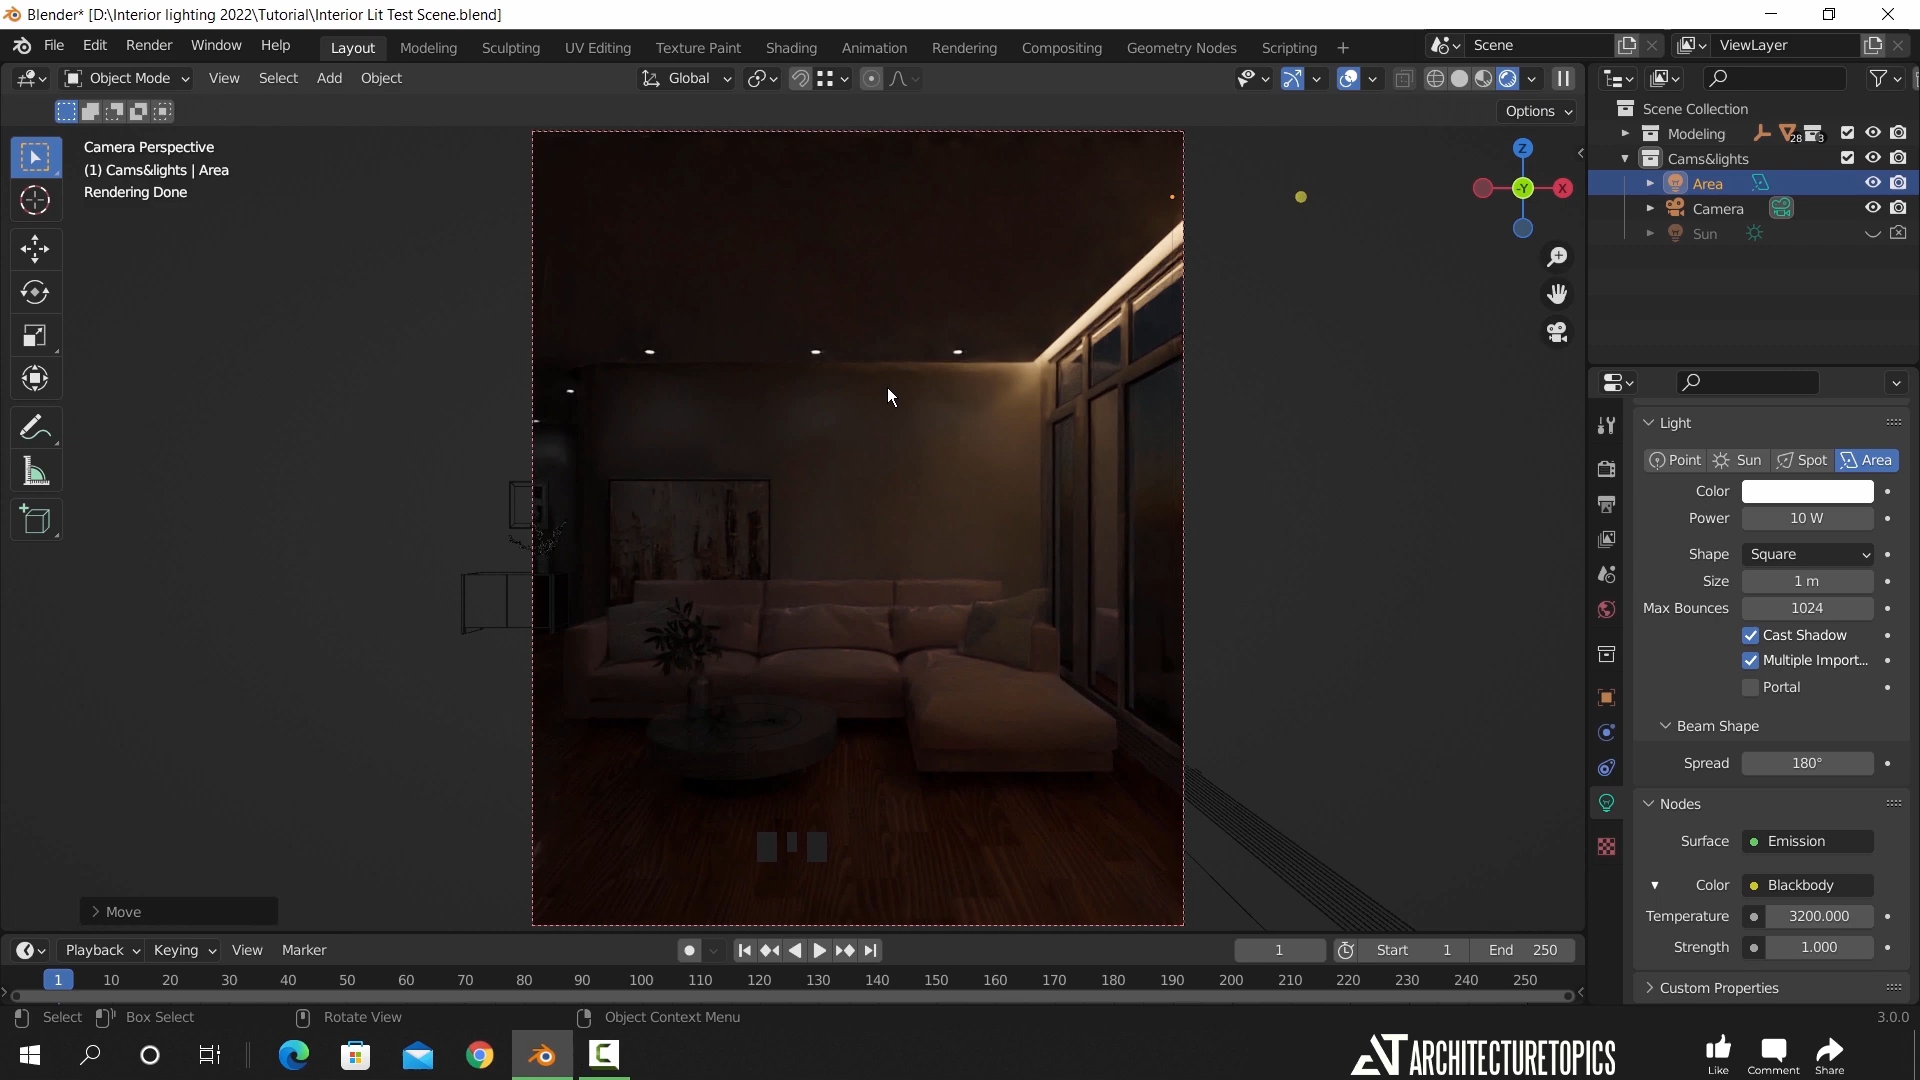 Blender* [D:\Interior lighting 2022\Tutorial\Interior Lit Test Scene.blend]
File Edit Render Window Help Layout Modeling Sculpting UV Editing Texture Paint Shading Animation Rendering Compositing Geometry Nodes Scripting + Scene ViewLayer
Object Mode View Select Add Object Global
Options
Camera Perspective
(1) Cams&lights | Area
Rendering Done
Z
-Y
X
Scene Collection
Modeling 28 3
Cams&lights
Area
Camera
Sun
Light
Point Sun Spot Area
Color
Power 10 W
Shape Square
Size 1 m
Max Bounces 1024
Cast Shadow
Multiple Import...
Portal
Beam Shape
Spread 180°
Nodes
Surface Emission
Color Blackbody
Temperature 3200.000
Strength 1.000
Custom Properties
Move
Playback Keying View Marker 1 Start 1 End 250
1 10 20 30 40 50 60 70 80 90 100 110 120 130 140 150 160 170 180 190 200 210 220 230 240 250
Select Box Select Rotate View Object Context Menu 3.0.0
ARCHITECTURETOPICS
Like Comment Share